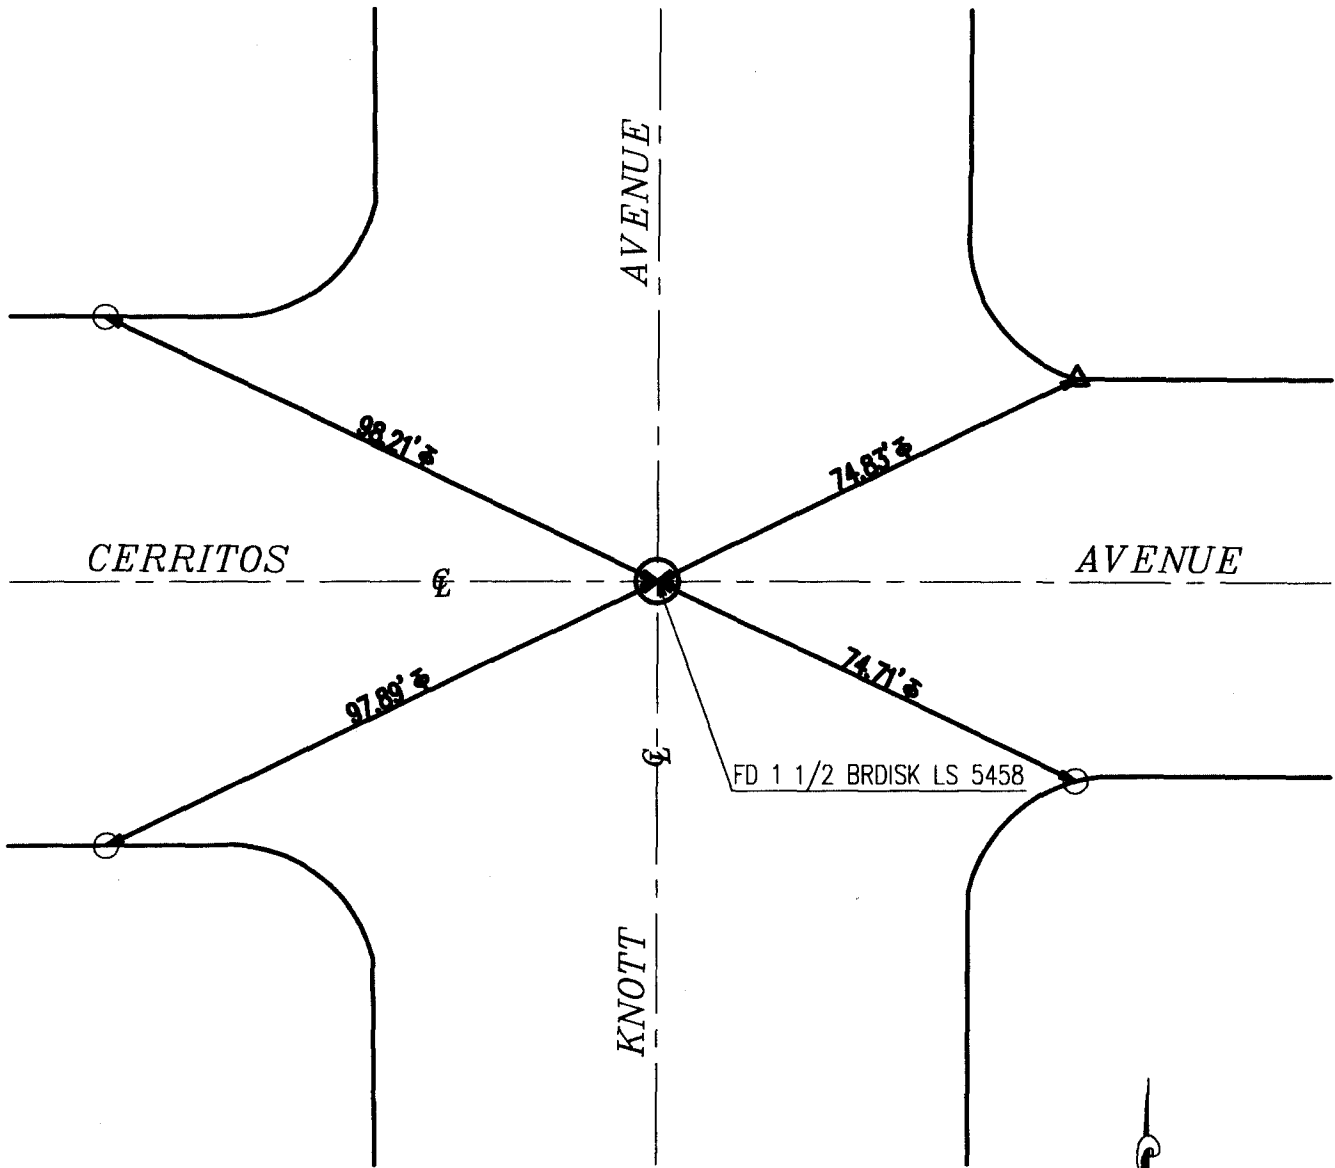 AVENUE
98.21'
74.83'
CERRITOS
℄
AVENUE
97.89'
74.71'
℄
FD 1 1/2 BRDISK LS 5458
KNOTT